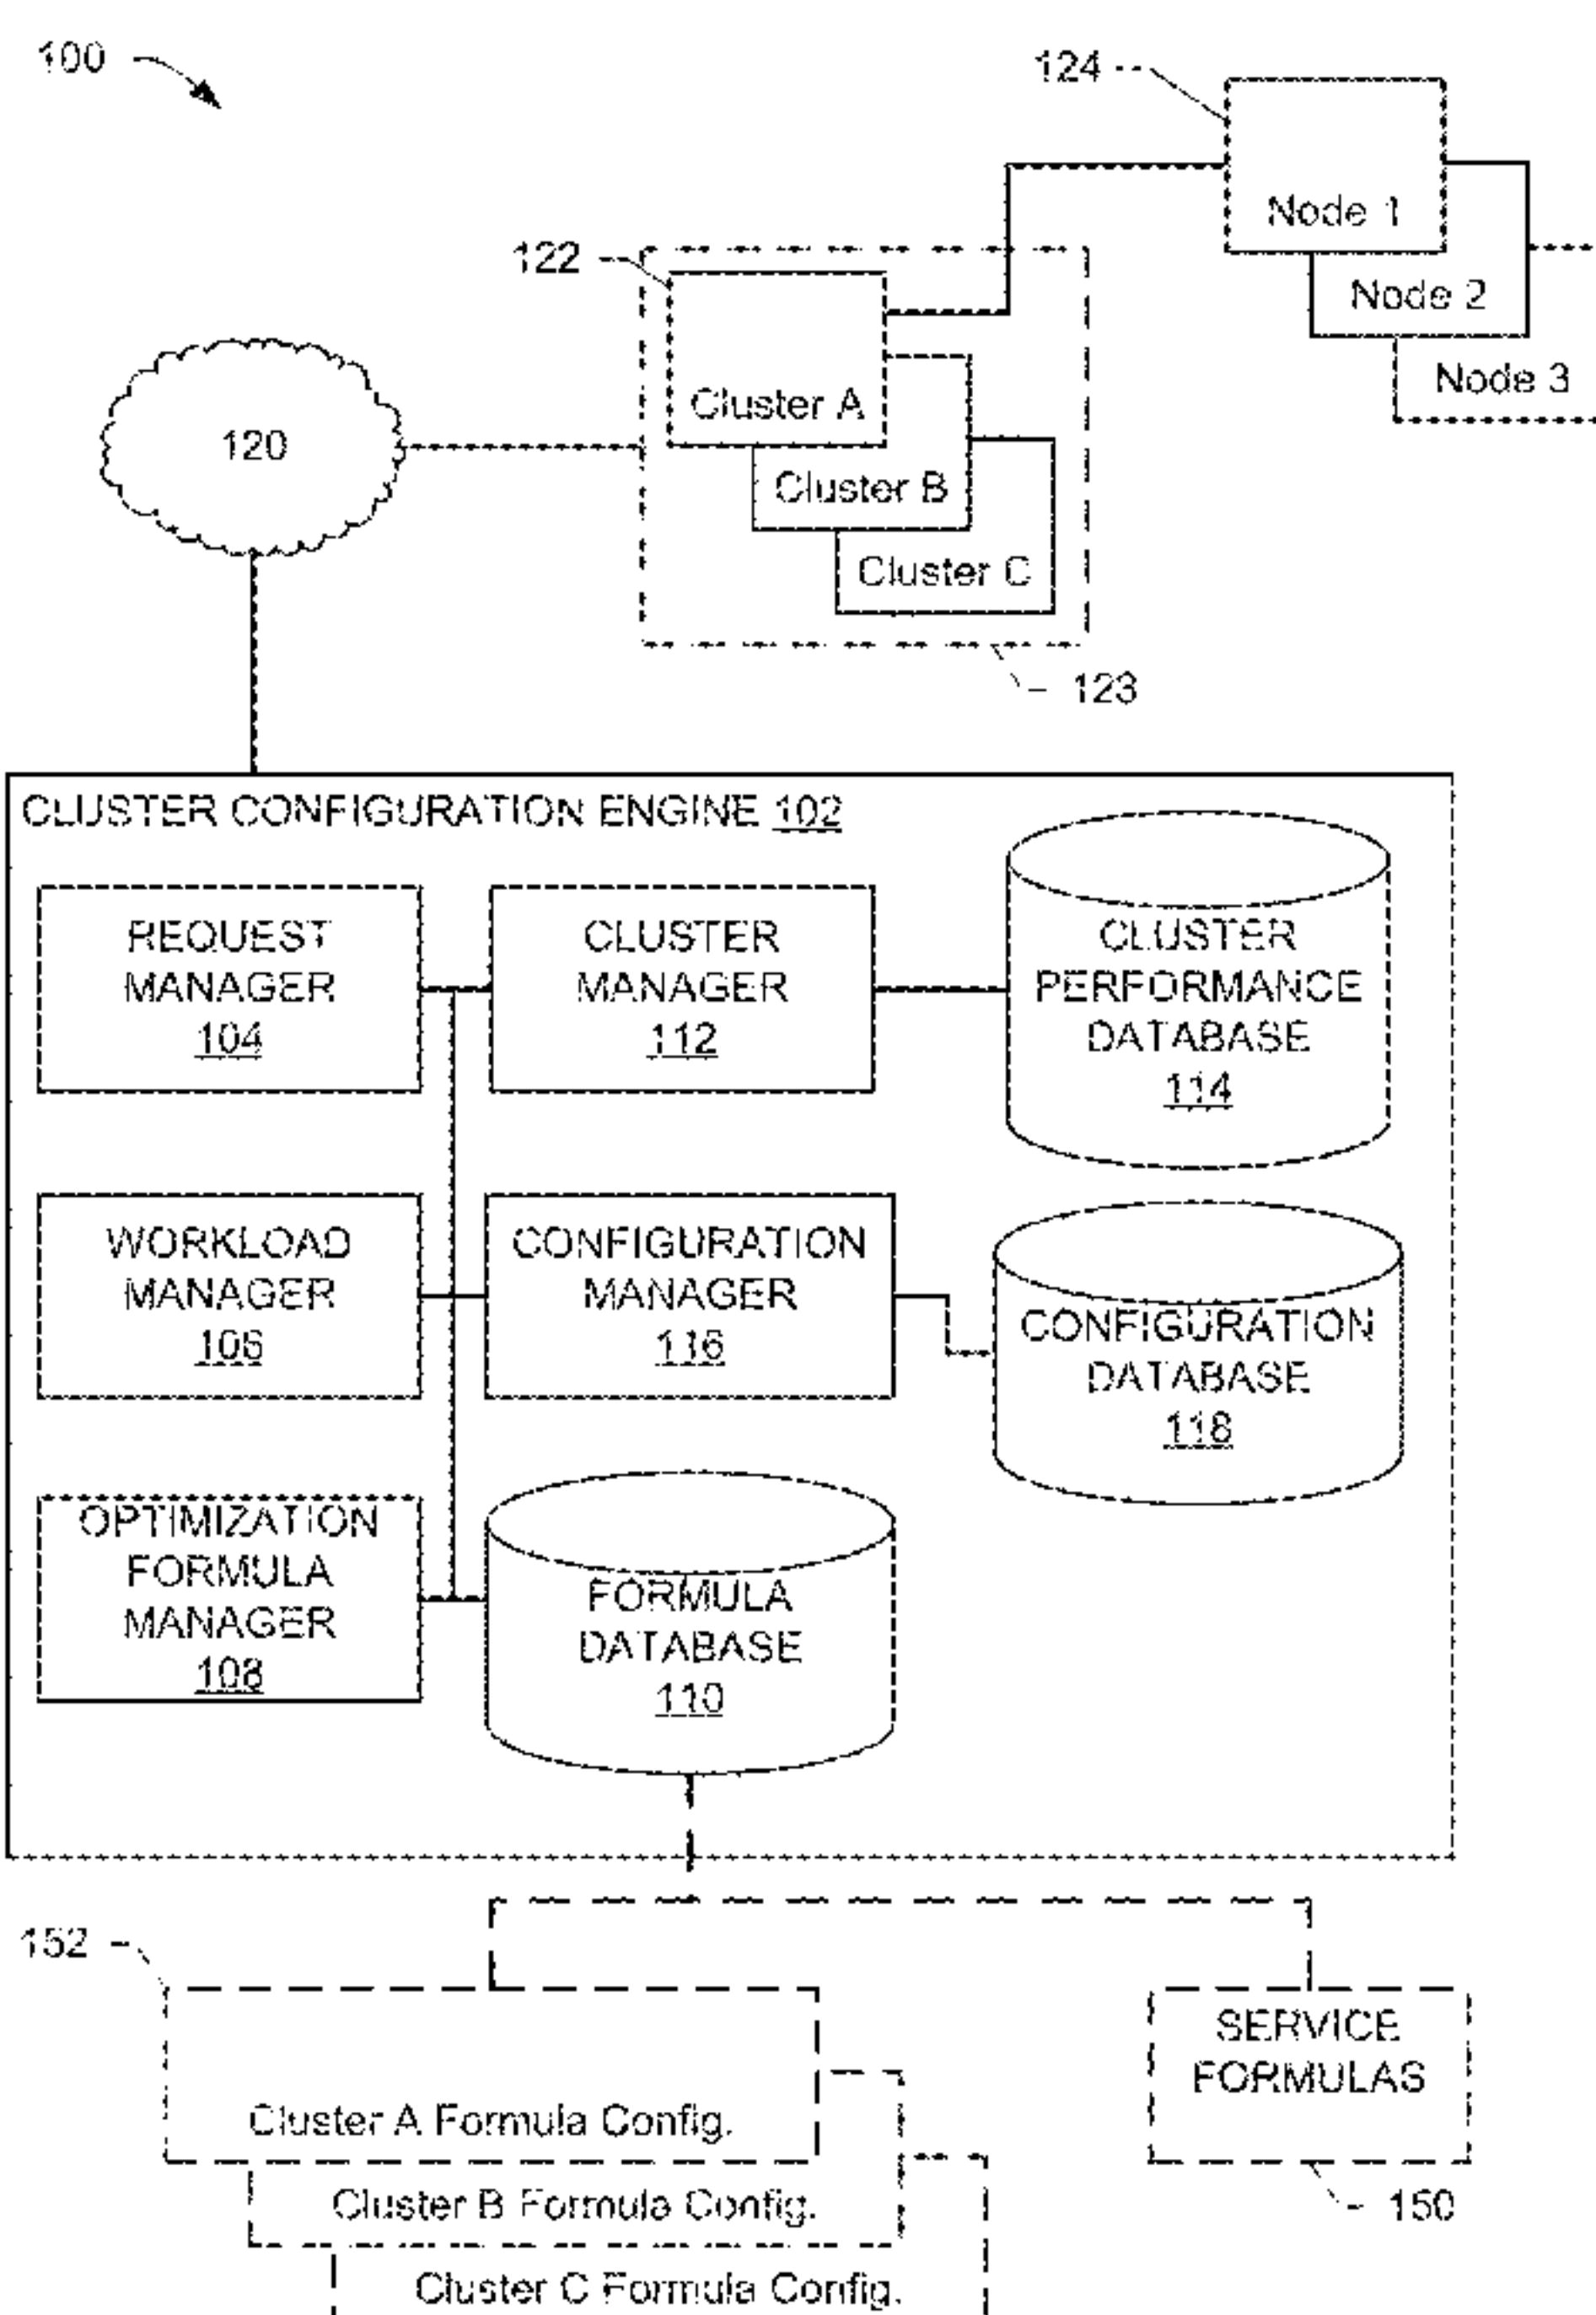 100
124
Node 1
122
Node 2
Node 3
Cluster A
120
Cluster B
Cluster C
123
CLUSTER CONFIGURATION ENGINE 102
REQUEST
MANAGER
104
CLUSTER
MANAGER
112
CLUSTER
PERFORMANCE
DATABASE
114
WORKLOAD
MANAGER
106
CONFIGURATION
MANAGER
116
CONFIGURATION
DATABASE
118
OPTIMIZATION
FORMULA
MANAGER
108
FORMULA
DATABASE
110
152
Cluster A Formula Config.
Cluster B Formula Config.
Cluster C Formula Config.
SERVICE
FORMULAS
150